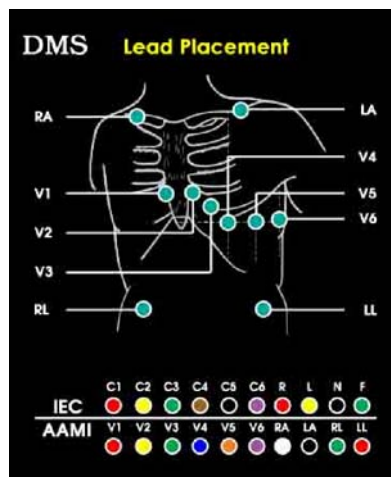 DMS Lead Placement
RA
LA
V4
V1
V5
V2
V6
V3
RL
LL
C1 C2 C3 C4 C5 C6 R L N F
IEC
AAMI
V1 V2 V3 V4 V5 V6 RA LA RL LL